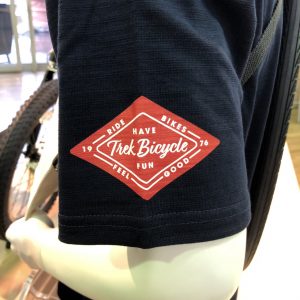 RIDE BIKES
HAVE
19 Trek Bicycle 76
FUN
FEEL GOOD